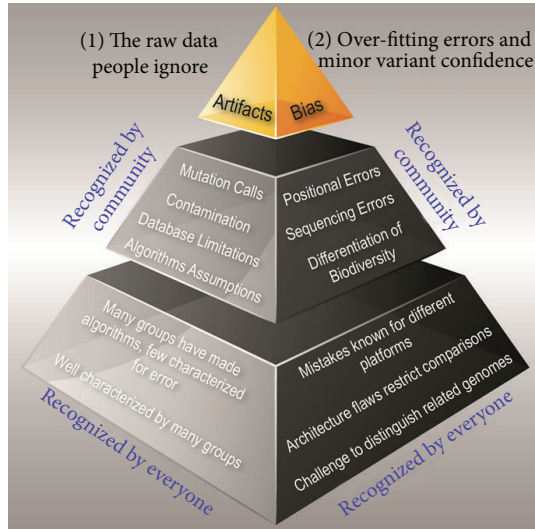 (1) The raw data
people ignore
(2) Over-fitting errors and
minor variant confidence
Artifacts
Bias
Recognized by
community
Mutation Calls
Contamination
Database Limitations
Algorithms Assumptions
Positional Errors
Sequencing Errors
Differentiation of
Biodiversity
Recognized by
community
Many groups have made
algorithms, few characterized
for error
Well characterized by many groups
Recognized by everyone
Mistakes known for different
platforms
Architecture flaws restrict comparisons
Challenge to distinguish related genomes
Recognized by everyone